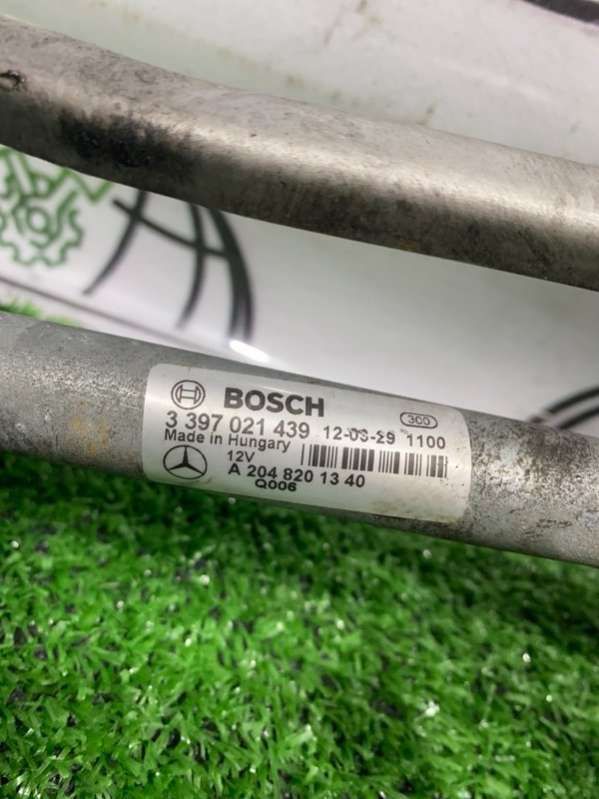 BOSCH
300
3 397 021 439 12-03-29 1100
Made in Hungary
12V
A 204 820 13 40
Q006